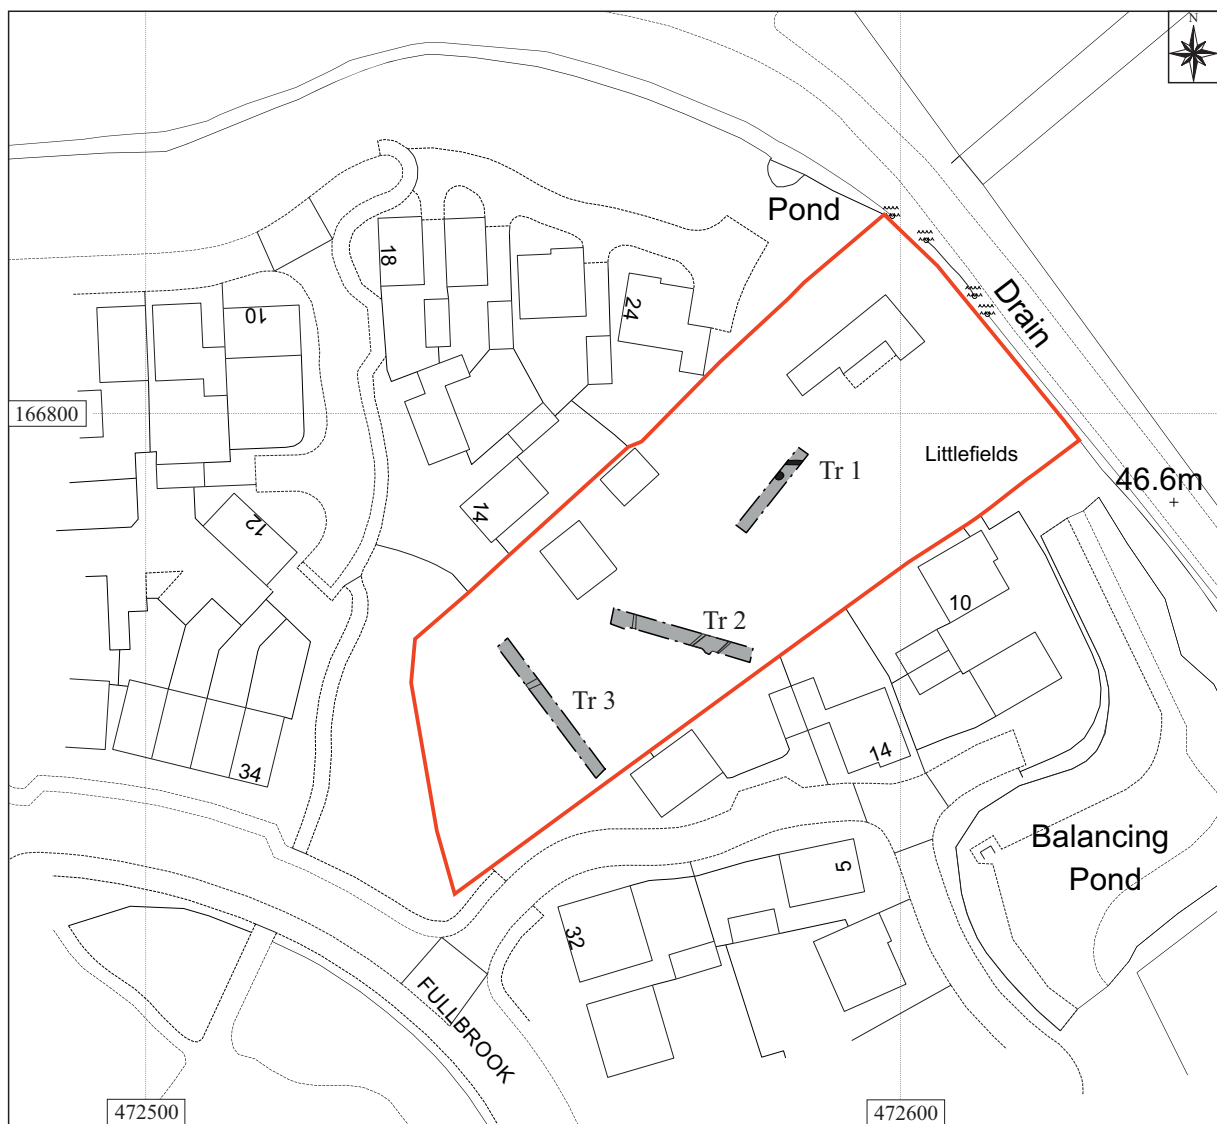 N
Pond
18
24
10
Drain
166800
Littlefields
46.6m
Tr 1
14
12
10
Tr 2
Tr 3
14
34
Balancing
Pond
5
32
FULLBROOK
472500
472600